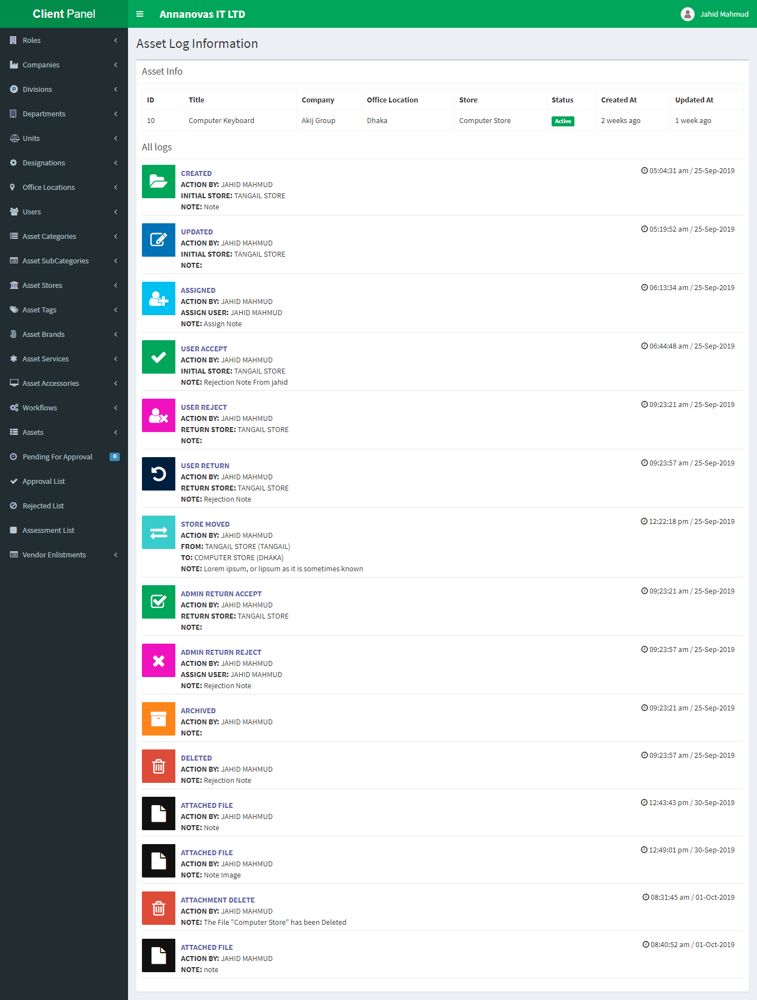 Client Panel
Annanovas IT LTD
Jahid Mahmud
Roles
Companies
Divisions
Departments
Units
Designations
Office Locations
Users
Asset Categories
Asset SubCategories
Asset Stores
Asset Tags
Asset Brands
Asset Services
Asset Accessories
Workflows
Assets
Pending For Approval 0
Approval List
Rejected List
Assessment List
Vendor Enlistments
Asset Log Information
Asset Info
ID Title Company Office Location Store Status Created At Updated At
10 Computer Keyboard Akij Group Dhaka Computer Store Active 2 weeks ago 1 week ago
All logs
CREATED 05:04:31 am / 25-Sep-2019
ACTION BY: JAHID MAHMUD
INITIAL STORE: TANGAIL STORE
NOTE: Note
UPDATED 05:19:52 am / 25-Sep-2019
ACTION BY: JAHID MAHMUD
INITIAL STORE: TANGAIL STORE
NOTE:
ASSIGNED 06:13:34 am / 25-Sep-2019
ACTION BY: JAHID MAHMUD
ASSIGN USER: JAHID MAHMUD
NOTE: Assign Note
USER ACCEPT 06:44:48 am / 25-Sep-2019
ACTION BY: JAHID MAHMUD
INITIAL STORE: TANGAIL STORE
NOTE: Rejection Note From jahid
USER REJECT 09:23:21 am / 25-Sep-2019
ACTION BY: JAHID MAHMUD
RETURN STORE: TANGAIL STORE
NOTE:
USER RETURN 09:23:57 am / 25-Sep-2019
ACTION BY: JAHID MAHMUD
RETURN STORE: TANGAIL STORE
NOTE: Rejection Note
STORE MOVED 12:22:18 pm / 25-Sep-2019
ACTION BY: JAHID MAHMUD
FROM: TANGAIL STORE (TANGAIL)
TO: COMPUTER STORE (DHAKA)
NOTE: Lorem ipsum, or lipsum as it is sometimes known
ADMIN RETURN ACCEPT 09:23:21 am / 25-Sep-2019
ACTION BY: JAHID MAHMUD
RETURN STORE: TANGAIL STORE
NOTE:
ADMIN RETURN REJECT 09:23:57 am / 25-Sep-2019
ACTION BY: JAHID MAHMUD
ASSIGN USER: JAHID MAHMUD
NOTE: Rejection Note
ARCHIVED 09:23:21 am / 25-Sep-2019
ACTION BY: JAHID MAHMUD
NOTE:
DELETED 09:23:57 am / 25-Sep-2019
ACTION BY: JAHID MAHMUD
NOTE: Rejection Note
ATTACHED FILE 12:43:43 pm / 30-Sep-2019
ACTION BY: JAHID MAHMUD
NOTE: Note
ATTACHED FILE 12:49:01 pm / 30-Sep-2019
ACTION BY: JAHID MAHMUD
NOTE: Note Image
ATTACHMENT DELETE 08:31:45 am / 01-Oct-2019
ACTION BY: JAHID MAHMUD
NOTE: The File "Computer Store" has been Deleted
ATTACHED FILE 08:40:52 am / 01-Oct-2019
ACTION BY: JAHID MAHMUD
NOTE: note